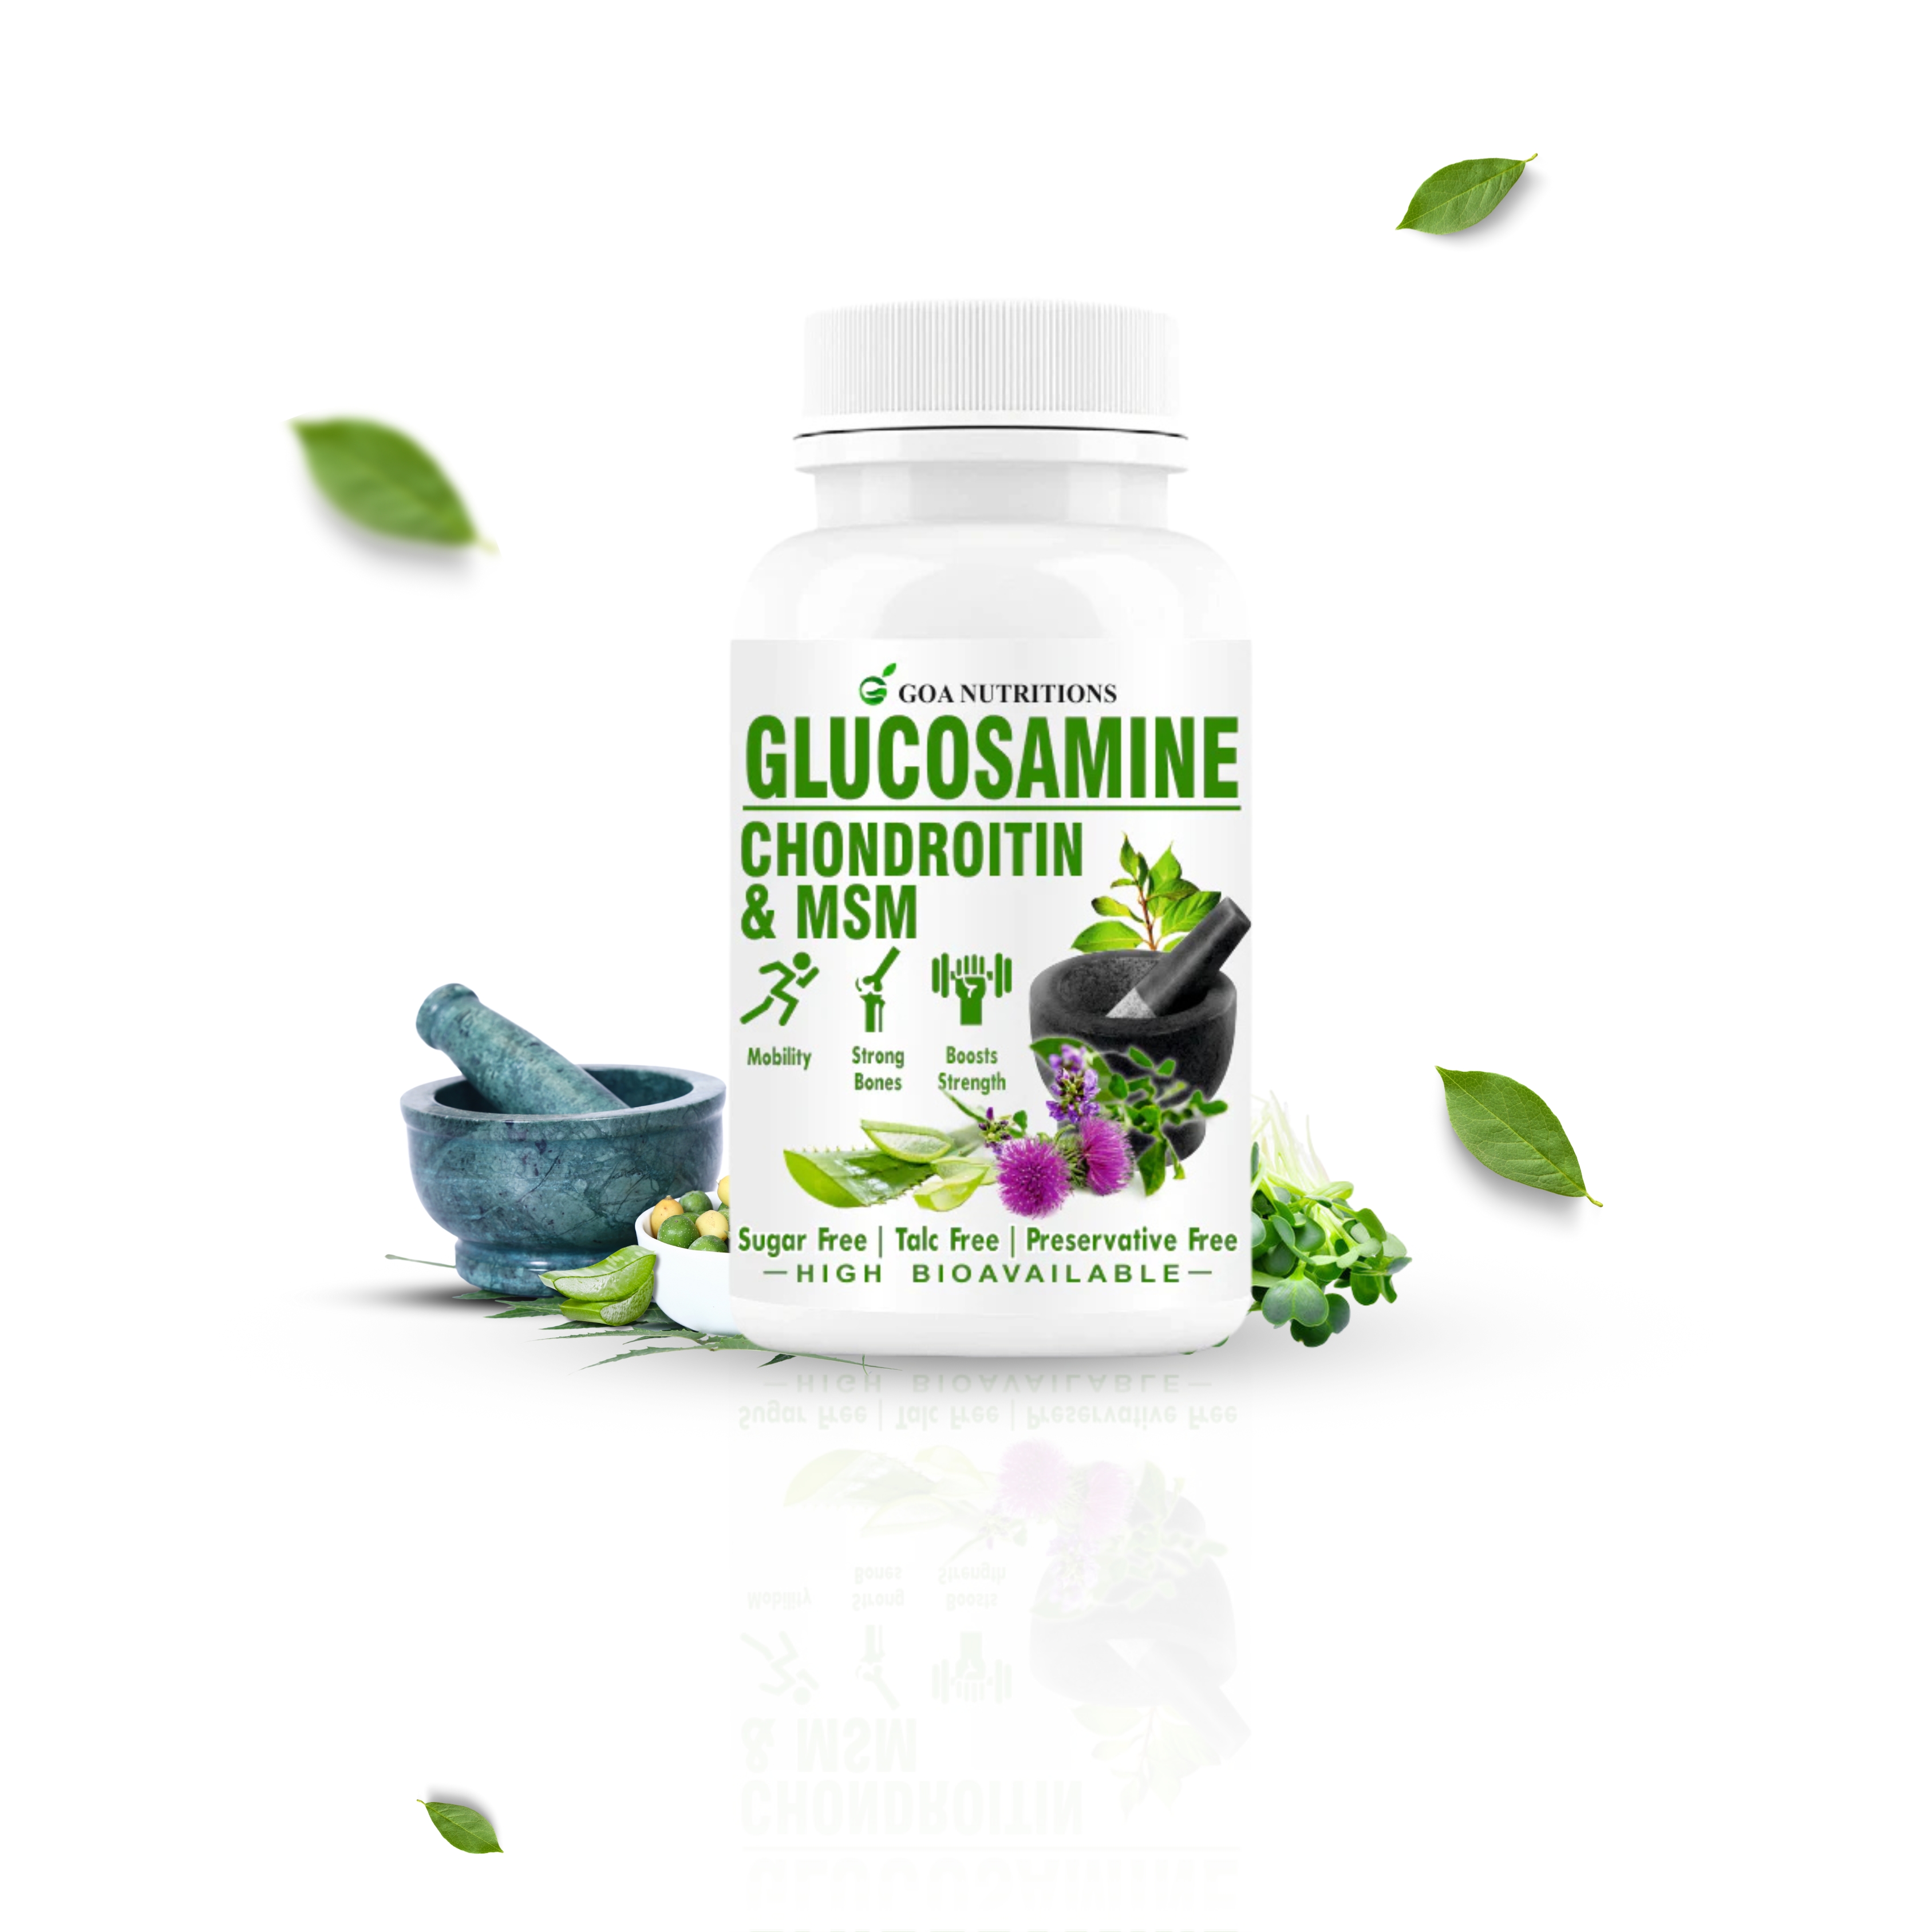 GOA NUTRITIONS
GLUCOSAMINE
CHONDROITIN
& MSM
Mobility
Strong
Bones
Boosts
Strength
Sugar Free | Talc Free | Preservative Free
HIGH BIOAVAILABLE